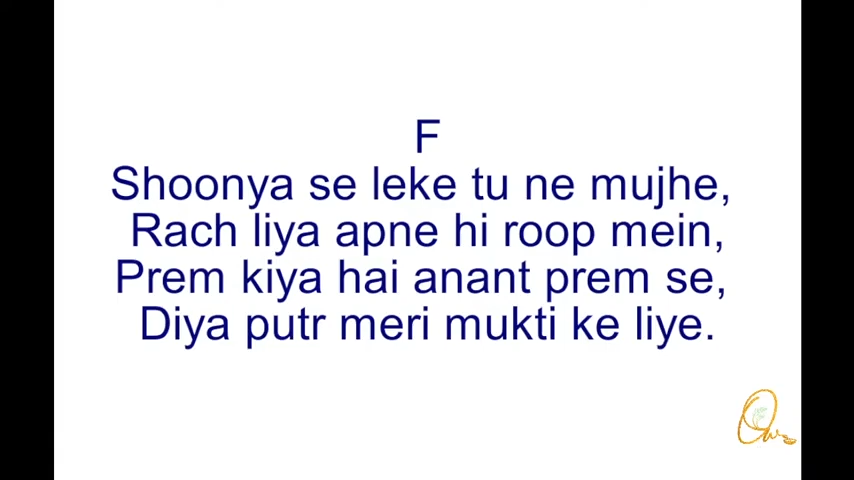 F
Shoonya se leke tu ne mujhe,
Rach liya apne hi roop mein,
Prem kiya hai anant prem se,
Diya putr meri mukti ke liye.